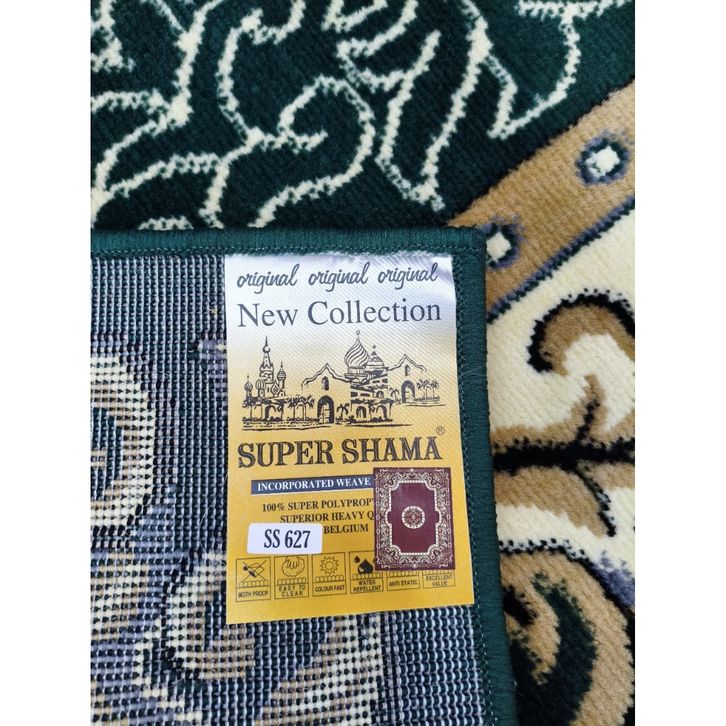 original original original
New Collection
SUPER SHAMA ®
INCORPORATED WEAVE
100% SUPER
SUPERIOR HEAVY
SS 627 BELGIUM
MOTH PROOF EASY TO CLEAN COLOUR FAST WATER REPELLENT ANTI STATIC EXCELLENT VALUE